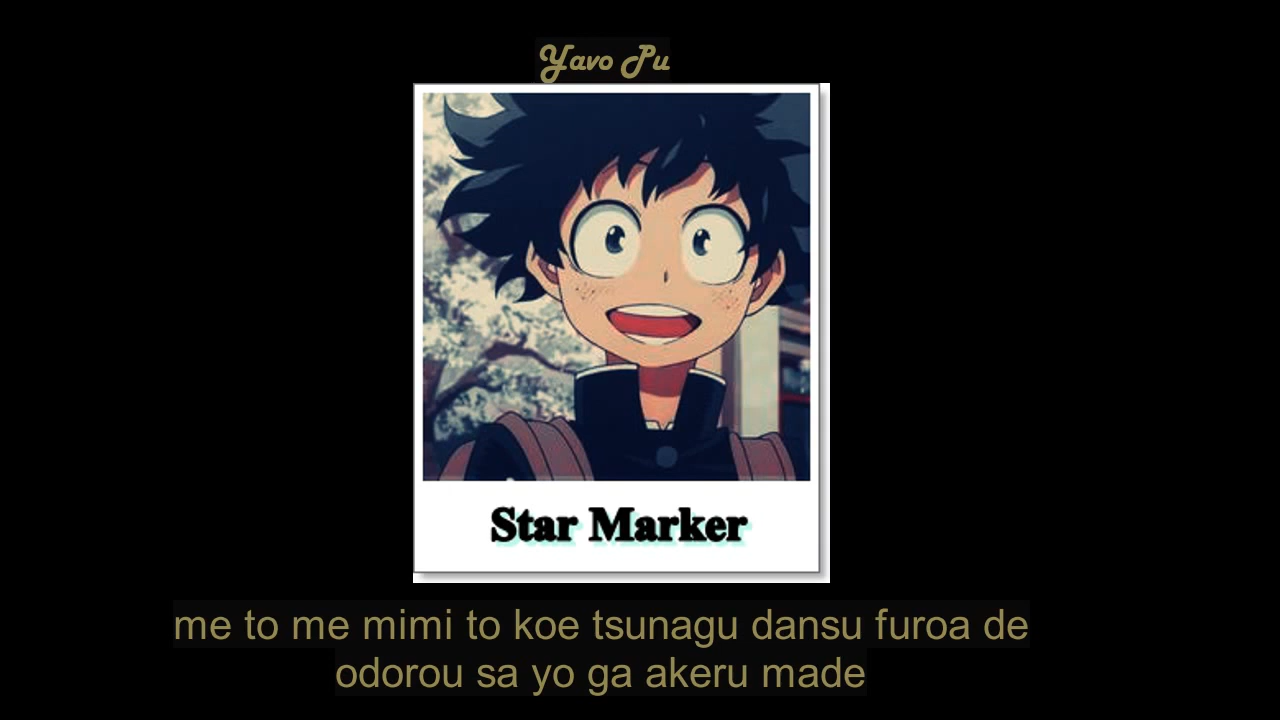 Yavo Pu
Star Marker
me to me mimi to koe tsunagu dansu furoa de
odorou sa yo ga akeru made